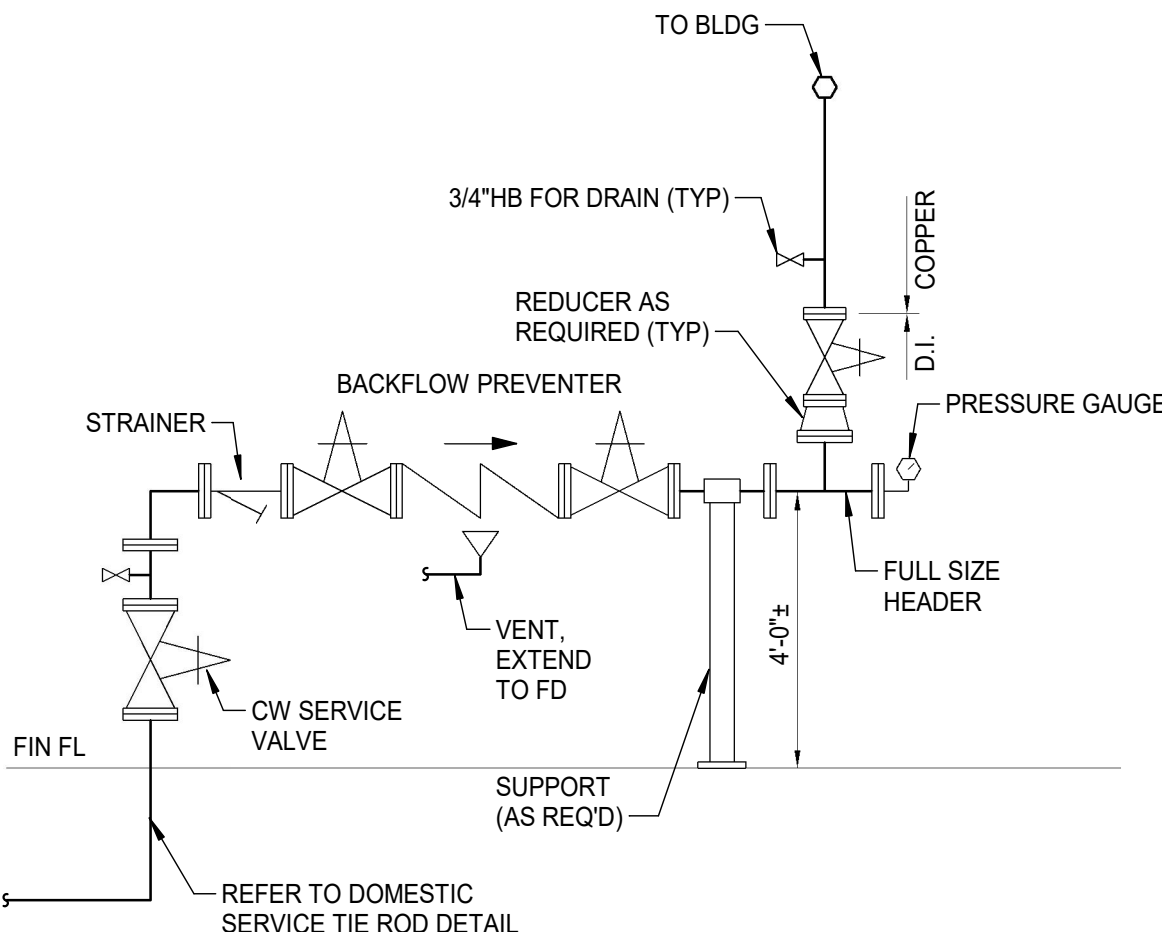 TO BLDG
3/4"HB FOR DRAIN (TYP)
COPPER
D.I.
REDUCER AS
REQUIRED (TYP)
BACKFLOW PREVENTER
STRAINER
PRESSURE GAUGE
FULL SIZE
HEADER
4'-0"±
VENT,
EXTEND
TO FD
CW SERVICE
VALVE
FIN FL
SUPPORT
(AS REQ'D)
REFER TO DOMESTIC
SERVICE TIE ROD DETAIL